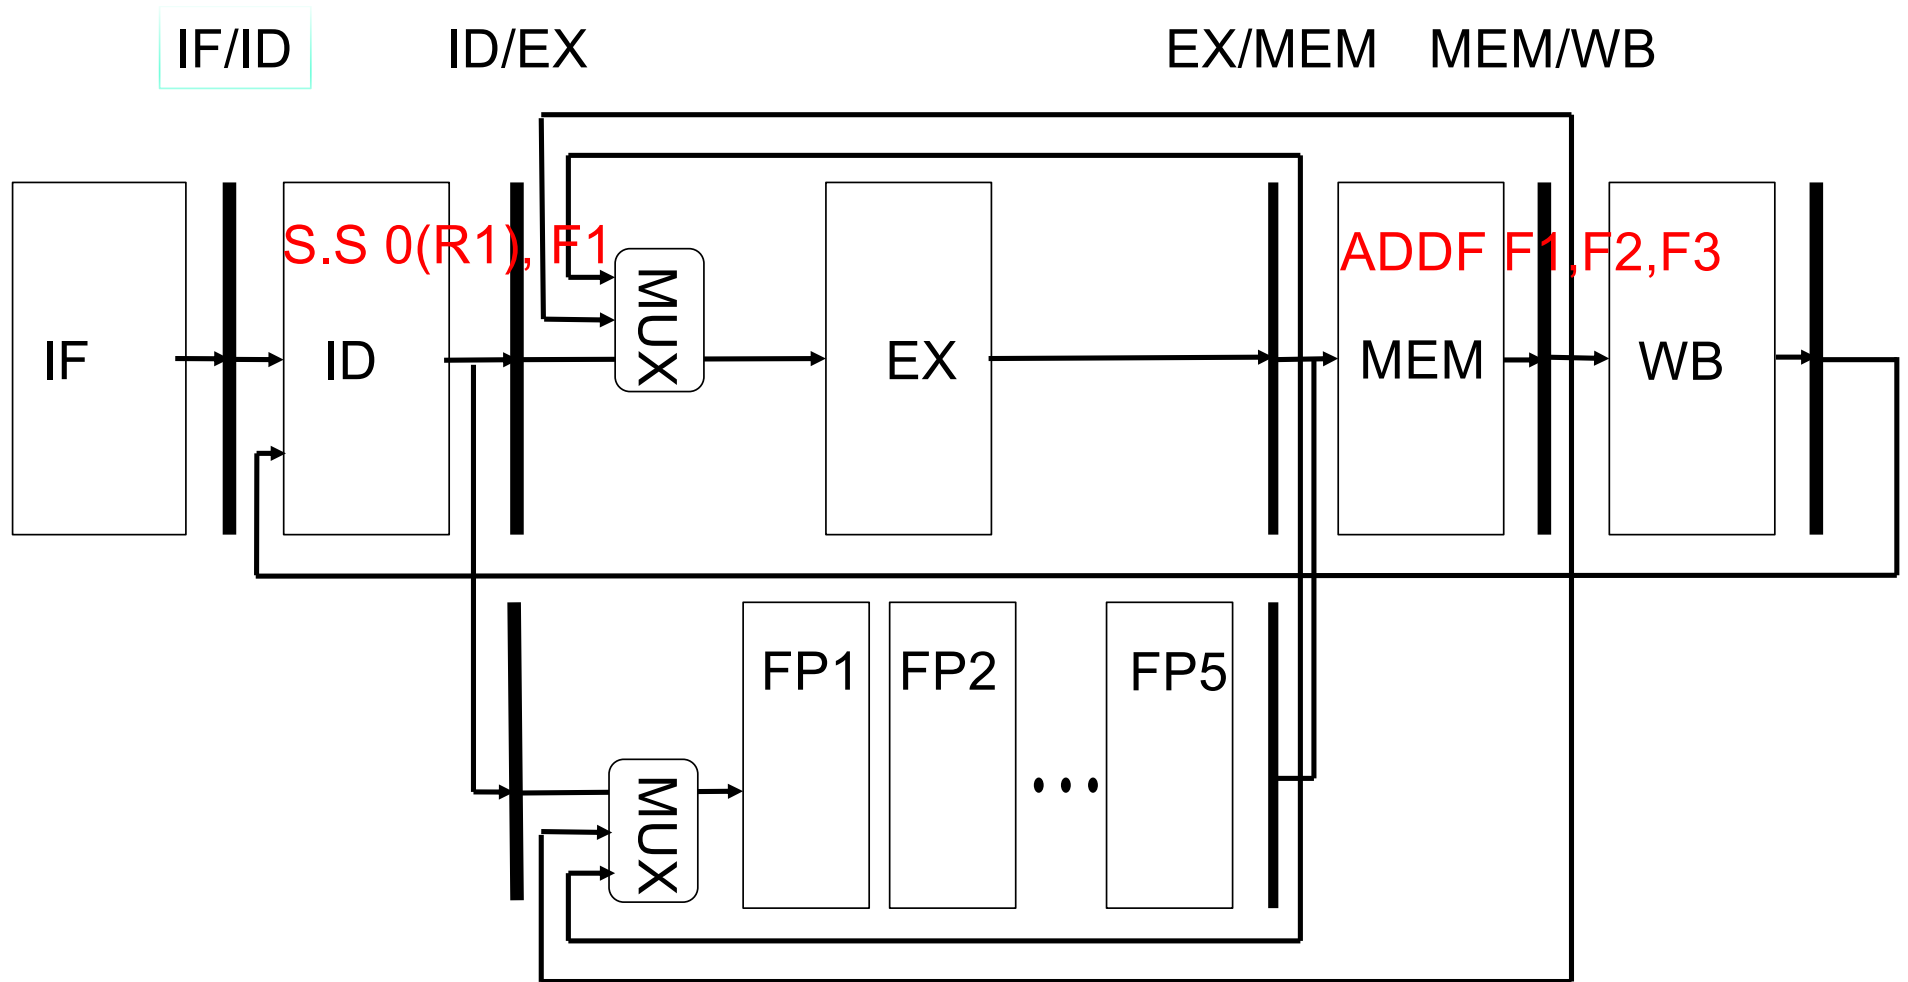 IF/ID ID/EX EX/MEM MEM/WB
S.S 0(R1), F1
ADDF F1,F2,F3
IF
ID
MUX
EX
MEM
WB
FP1
FP2
FP5
MUX